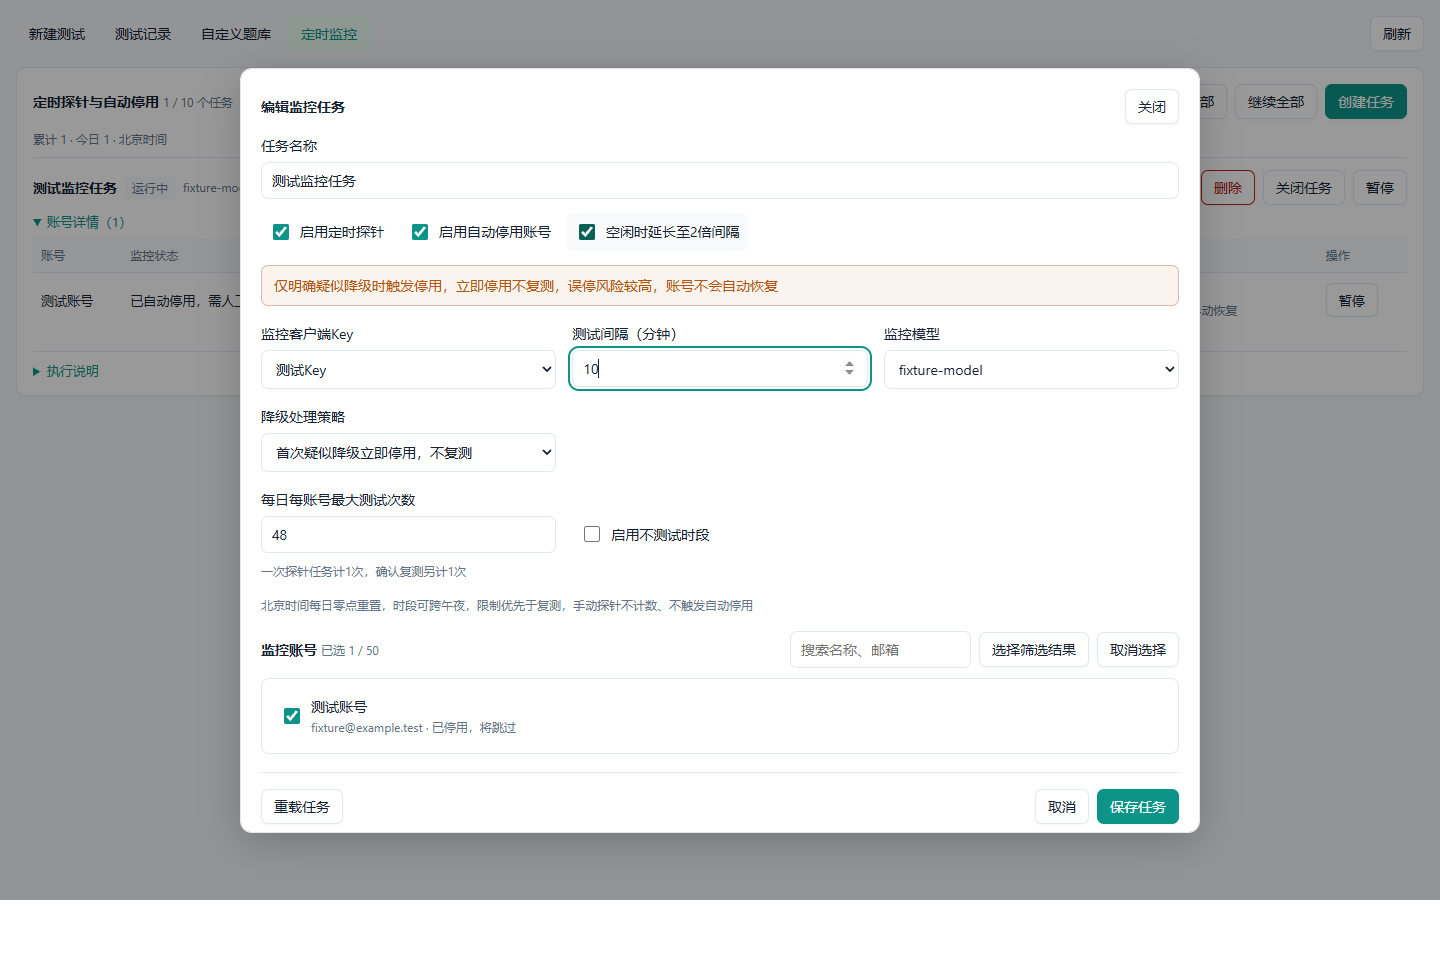 新建测试 测试记录 自定义题库 定时监控 刷新
定时探针与自动停用 1 / 10 个任务 部 继续全部 创建任务
累计 1 · 今日 1 · 北京时间
测试监控任务 运行中 fixture-mo 删除 关闭任务 暂停
▼ 账号详情（1）
账号 监控状态 操作
测试账号 已自动停用，需人工 动恢复 暂停
▶ 执行说明
编辑监控任务 关闭
任务名称
测试监控任务
启用定时探针 启用自动停用账号 空闲时延长至2倍间隔
仅明确疑似降级时触发停用，立即停用不复测，误停风险较高，账号不会自动恢复
监控客户端Key 测试间隔（分钟） 监控模型
测试Key 10 fixture-model
降级处理策略
首次疑似降级立即停用，不复测
每日每账号最大测试次数
48 启用不测试时段
一次探针任务计1次，确认复测另计1次
北京时间每日零点重置，时段可跨午夜，限制优先于复测，手动探针不计数、不触发自动停用
监控账号 已选 1 / 50 搜索名称、邮箱 选择筛选结果 取消选择
测试账号
fixture@example.test · 已停用，将跳过
重载任务 取消 保存任务